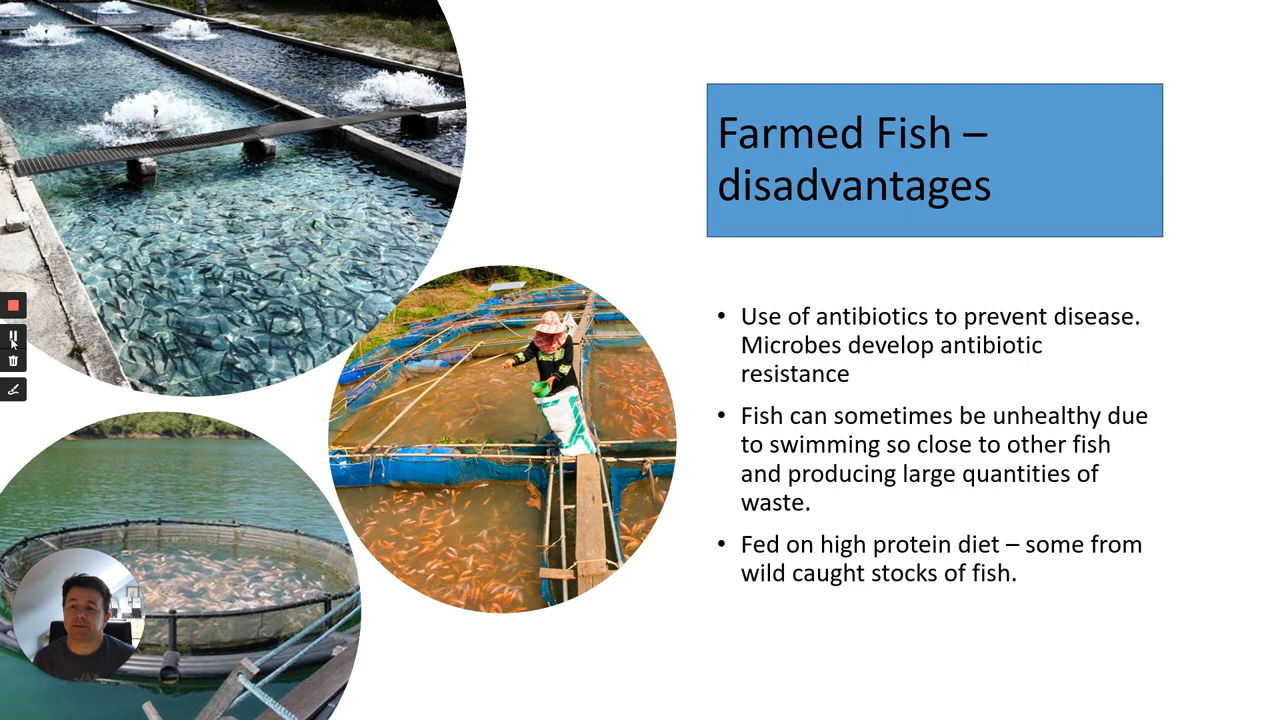 Farmed Fish –
disadvantages
• Use of antibiotics to prevent disease.
Microbes develop antibiotic
resistance
• Fish can sometimes be unhealthy due
to swimming so close to other fish
and producing large quantities of
waste.
• Fed on high protein diet – some from
wild caught stocks of fish.